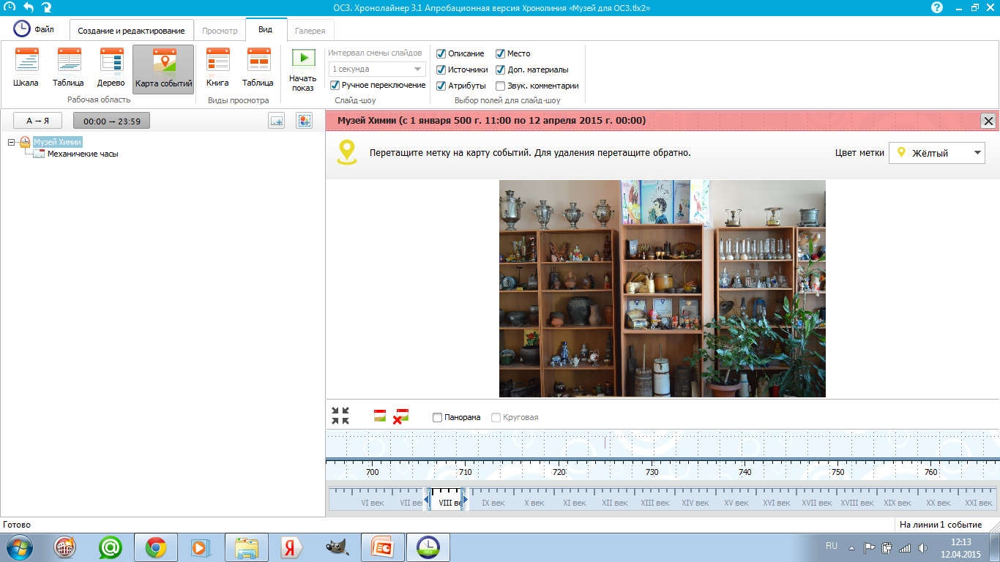 ОС3. Хронолайнер 3.1 Апробационная версия Хронолиния «Музей для ОС3.tlx2»
Файл
Создание и редактирование
Просмотр
Вид
Галерея
Шкала
Таблица
Дерево
Карта событий
Рабочая область
Книга
Таблица
Виды просмотра
Начать показ
Интервал смены слайдов
1 секунда
Ручное переключение
Слайд-шоу
Описание
Место
Источники
Доп. материалы
Атрибуты
Звук. комментарии
Выбор полей для слайд-шоу
А → Я
00:00 → 23:59
Музей Химии
Механичекие часы
Музей Химии (с 1 января 500 г. 11:00 по 12 апреля 2015 г. 00:00)
Перетащите метку на карту событий. Для удаления перетащите обратно.
Цвет метки
Жёлтый
Панорама
Круговая
700 710 720 730 740 750 760
VI век VII ве VIII ве IX век X век XI век XII век XIII век XIV век XV век XVI век XVII век XVIII век XIX век XX век XXI век
Готово
На линии 1 событие
RU
12:13
12.04.2015